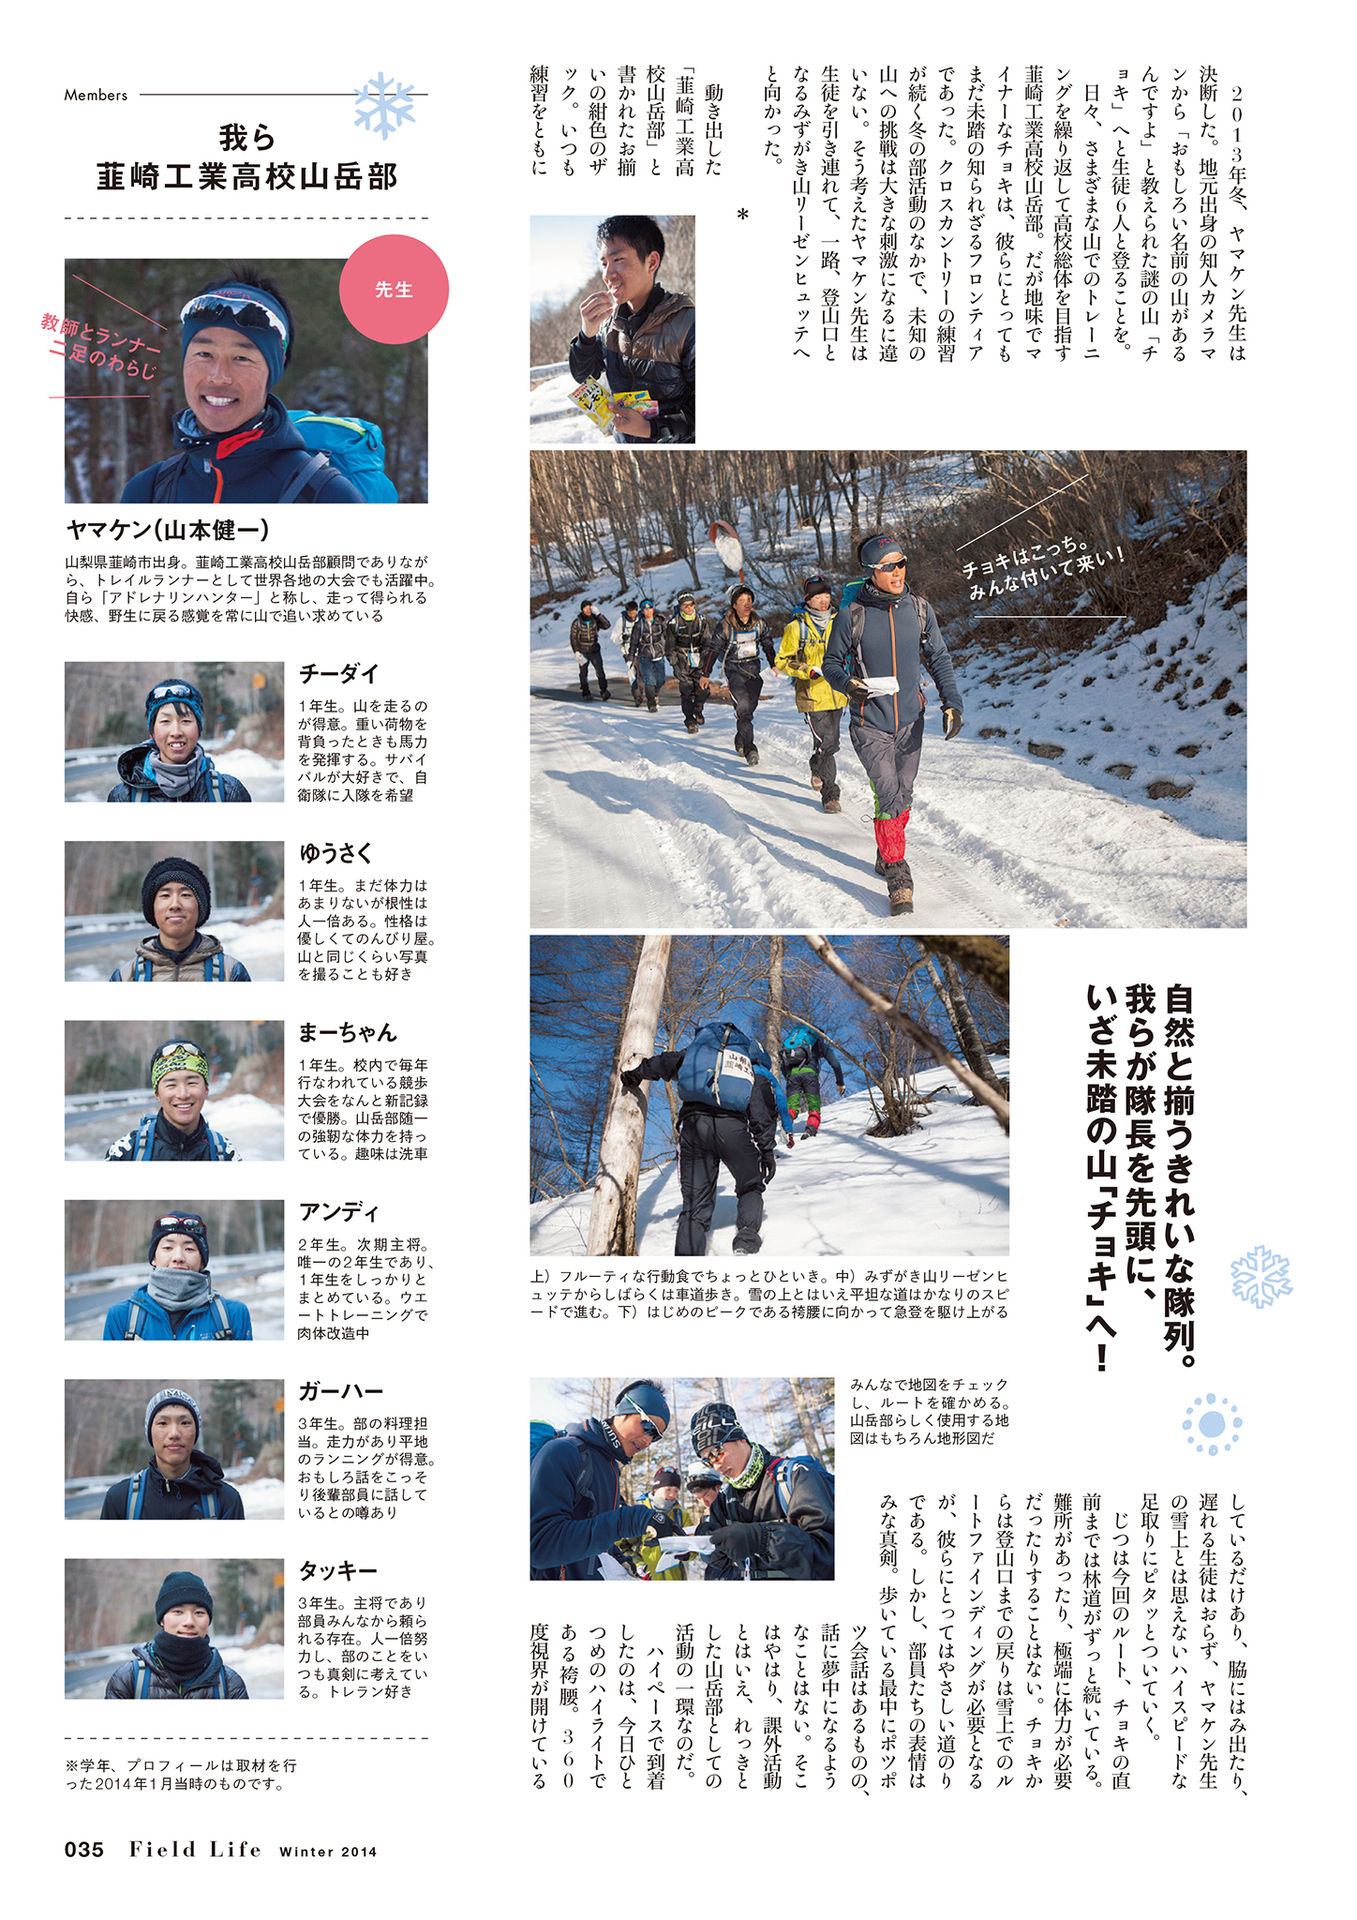 Members
我ら
韮崎工業高校山岳部
先生
教師とランナー
二足のわらじ
ヤマケン(山本健一)
山梨県韮崎市出身。韮崎工業高校山岳部顧問でありなが
ら、トレイルランナーとして世界各地の大会でも活躍中。
自ら「アドレナリンハンター」と称し、走って得られる
快感、野生に戻る感覚を常に山で追い求めている
チーダイ
1年生。山を走るの
が得意。重い荷物を
背負ったときも馬力
を発揮する。サバイ
バルが大好きで、自
衛隊に入隊を希望
ゆうさく
1年生。まだ体力は
あまりないが根性は
人一倍ある。性格は
優しくてのんびり屋。
山と同じくらい写真
を撮ることも好き
まーちゃん
1年生。校内で毎年
行なわれている競歩
大会をなんと新記録
で優勝。山岳部随一
の強靭な体力を持っ
ている。趣味は洗車
アンディ
2年生。次期主将。
唯一の2年生であり、
1年生をしっかりと
まとめている。ウエ
ートトレーニングで
肉体改造中
ガーハー
3年生。部の料理担
当。走力があり平地
のランニングが得意。
おもしろ話をこっそ
り後輩部員に話して
いるとの噂あり
タッキー
3年生。主将であり
部員みんなから頼ら
れる存在。人一倍努
力し、部のことをい
つも真剣に考えてい
る。トレラン好き
※学年、プロフィールは取材を行
った2014年1月当時のものです。
2013年冬、ヤマケン先生は
決断した。地元出身の知人カメラマ
ンから「おもしろい名前の山がある
んですよ」と教えられた謎の山「チ
ョキ」へと生徒6人と登ることを。
日々、さまざまな山でのトレーニ
ングを繰り返して高校総体を目指す
韮崎工業高校山岳部。だが地味でマ
イナーなチョキは、彼らにとっても
まだ未踏の知られざるフロンティア
であった。クロスカントリーの練習
が続く冬の部活動のなかで、未知の
山への挑戦は大きな刺激になるに違
いない。そう考えたヤマケン先生は
生徒を引き連れて、一路、登山口と
なるみずがき山リーゼンヒュッテへ
と向かった。
*
動き出した
「韮崎工業高
校山岳部」と
書かれたお揃
いの紺色のザ
ック。いつも
練習をともに
レモン
チョキはこっち。
みんな付いて来い!
自然と揃うきれいな隊列。
我らが隊長を先頭に、
いざ未踏の山「チョキ」へ!
上）フルーティな行動食でちょっとひといき。中）みずがき山リーゼンヒ
ュッテからしばらくは車道歩き。雪の上とはいえ平坦な道はかなりのスピ
ードで進む。下）はじめのピークである袴腰に向かって急登を駆け上がる
みんなで地図をチェック
し、ルートを確かめる。
山岳部らしく使用する地
図はもちろん地形図だ
しているだけあり、脇にはみ出たり、
遅れる生徒はおらず、ヤマケン先生
の雪上とは思えないハイスピードな
足取りにピタッとついていく。
じつは今回のルート、チョキの直
前までは林道がずっと続いている。
難所があったり、極端に体力が必要
だったりすることはない。チョキか
らは登山口までの戻りは雪上でのル
ートファインディングが必要となる
が、彼らにとってはやさしい道のり
である。しかし、部員たちの表情は
みな真剣。歩いている最中にポツポ
ツ会話はあるものの、
話に夢中になるよう
なことはない。そこ
はやはり、課外活動
とはいえ、れっきと
した山岳部としての
活動の一環なのだ。
ハイペースで到着
したのは、今日ひと
つめのハイライトで
ある袴腰。360
度視界が開けている
035 Field Life Winter 2014